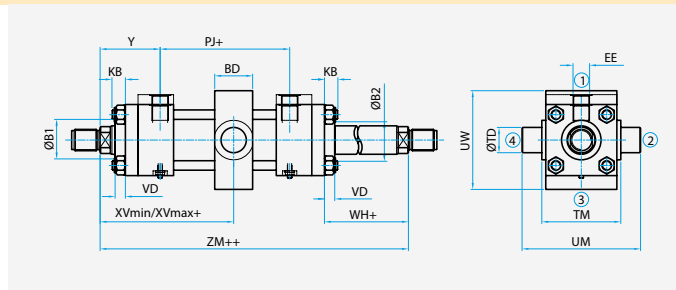 Y
PJ+
KB
BD
KB
ØB2
ØB1
VD
VD
XVmin/XVmax+
WH+
ZM++
EE
1
UW
ØTD
4
2
3
TM
UM